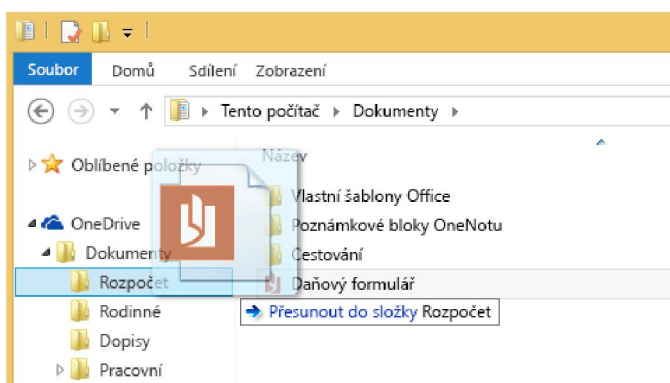 Soubor Domů Sdílení Zobrazení
Tento počítač Dokumenty
Název
Oblíbené položky
Vlastní šablony Office
OneDrive
Poznámkové bloky OneNotu
Dokumenty
Cestování
Rozpočet
Daňový formulář
Přesunout do složky Rozpočet
Rodinné
Dopisy
Pracovní